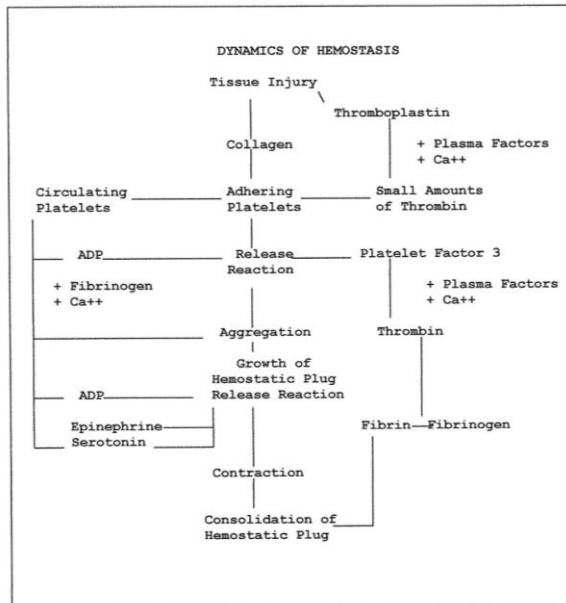 DYNAMICS OF HEMOSTASIS
Tissue Injury
Thromboplastin
Collagen
+ Plasma Factors
+ Ca++
Circulating
Platelets
Adhering
Platelets
Small Amounts
of Thrombin
ADP
Release
Reaction
Platelet Factor 3
+ Fibrinogen
+ Ca++
+ Plasma Factors
+ Ca++
Aggregation
Thrombin
Growth of
Hemostatic Plug
ADP
Release Reaction
Epinephrine
Serotonin
Fibrin
Fibrinogen
Contraction
Consolidation of
Hemostatic Plug